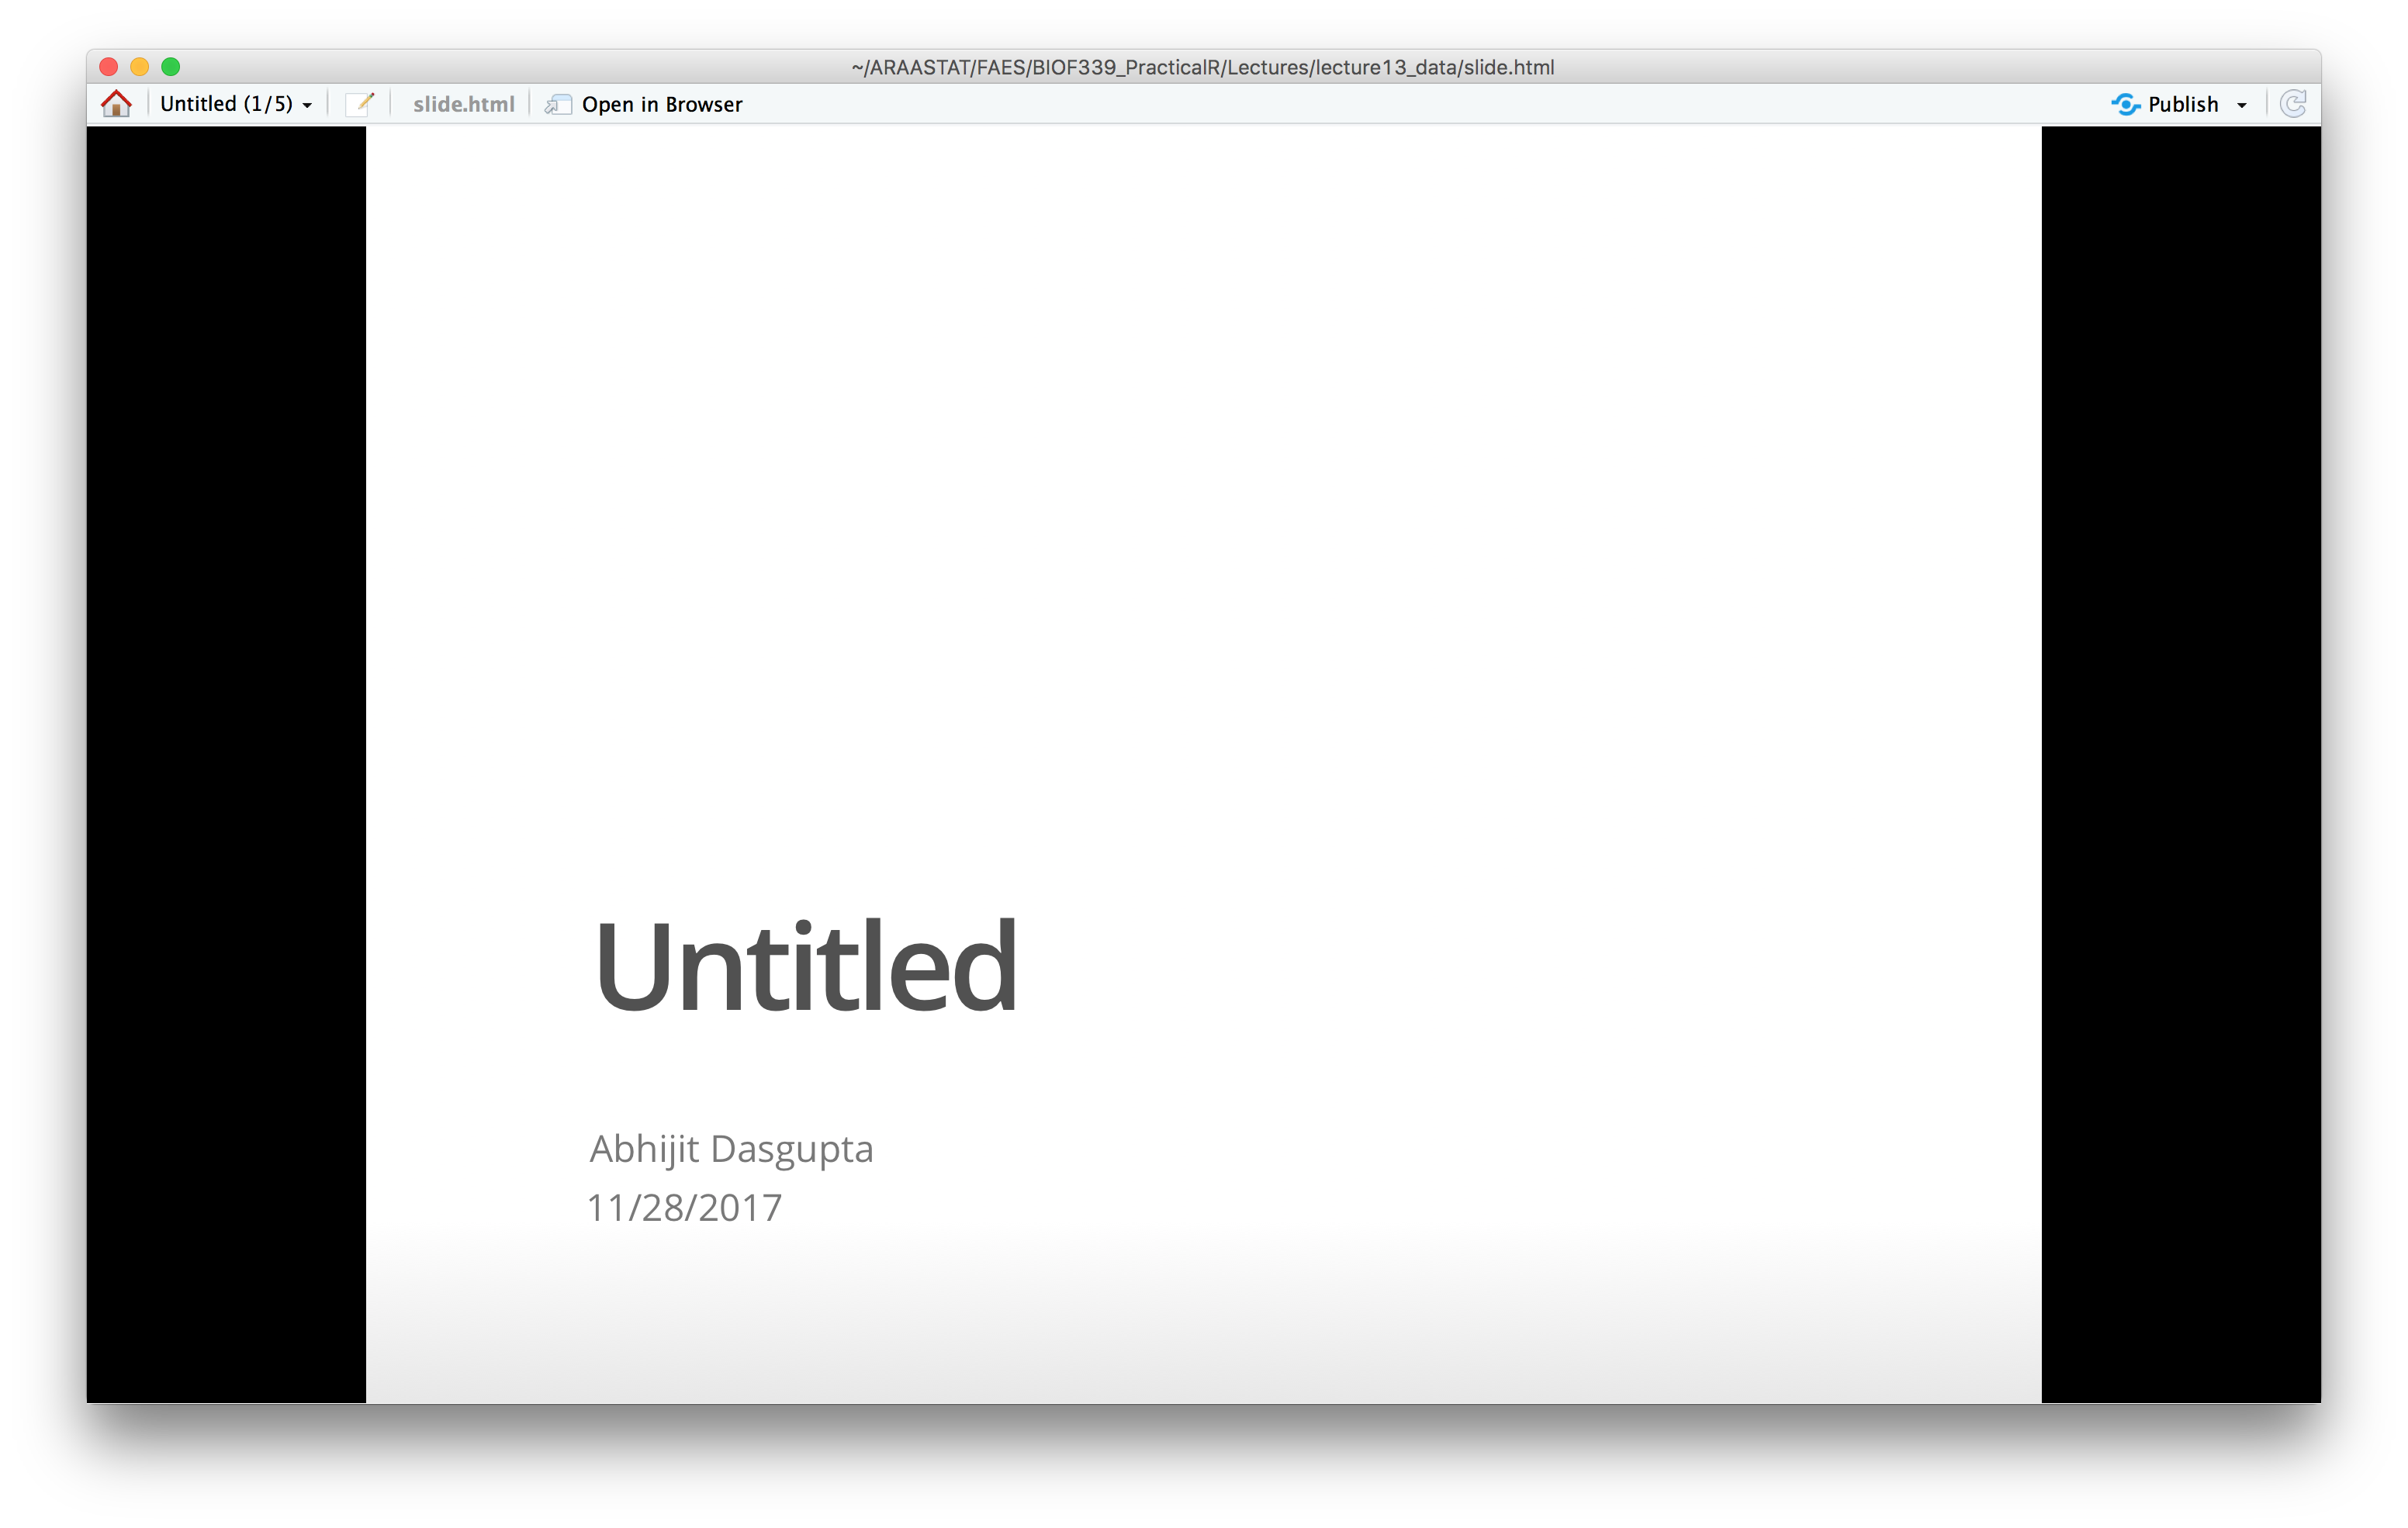 ~/ARAASTAT/FAES/BIOF339_PracticalR/Lectures/lecture13_data/slide.html
Untitled (1/5) slide.html Open in Browser Publish
Untitled
Abhijit Dasgupta
11/28/2017